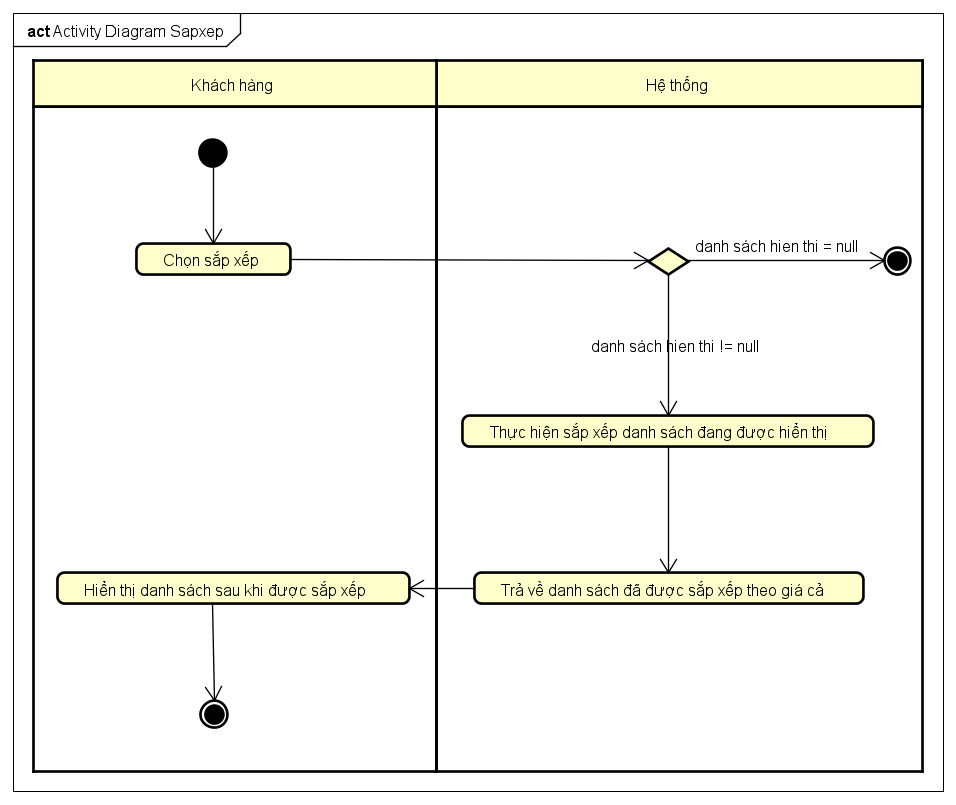 act Activity Diagram Sapxep
Khách hàng
Hệ thống
Chọn sắp xếp
danh sách hien thi = null
danh sách hien thi != null
Thực hiện sắp xếp danh sách đang được hiển thị
Hiển thị danh sách sau khi được sắp xếp
Trả về danh sách đã được sắp xếp theo giá cả